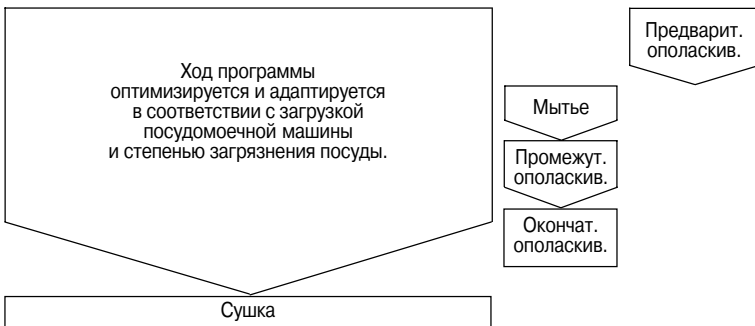 Ход программы
оптимизируется и адаптируется
в соответствии с загрузкой
посудомоечной машины
и степенью загрязнения посуды.
Сушка
Мытье
Промежут.
ополаскив.
Окончат.
ополаскив.
Предварит.
ополаскив.